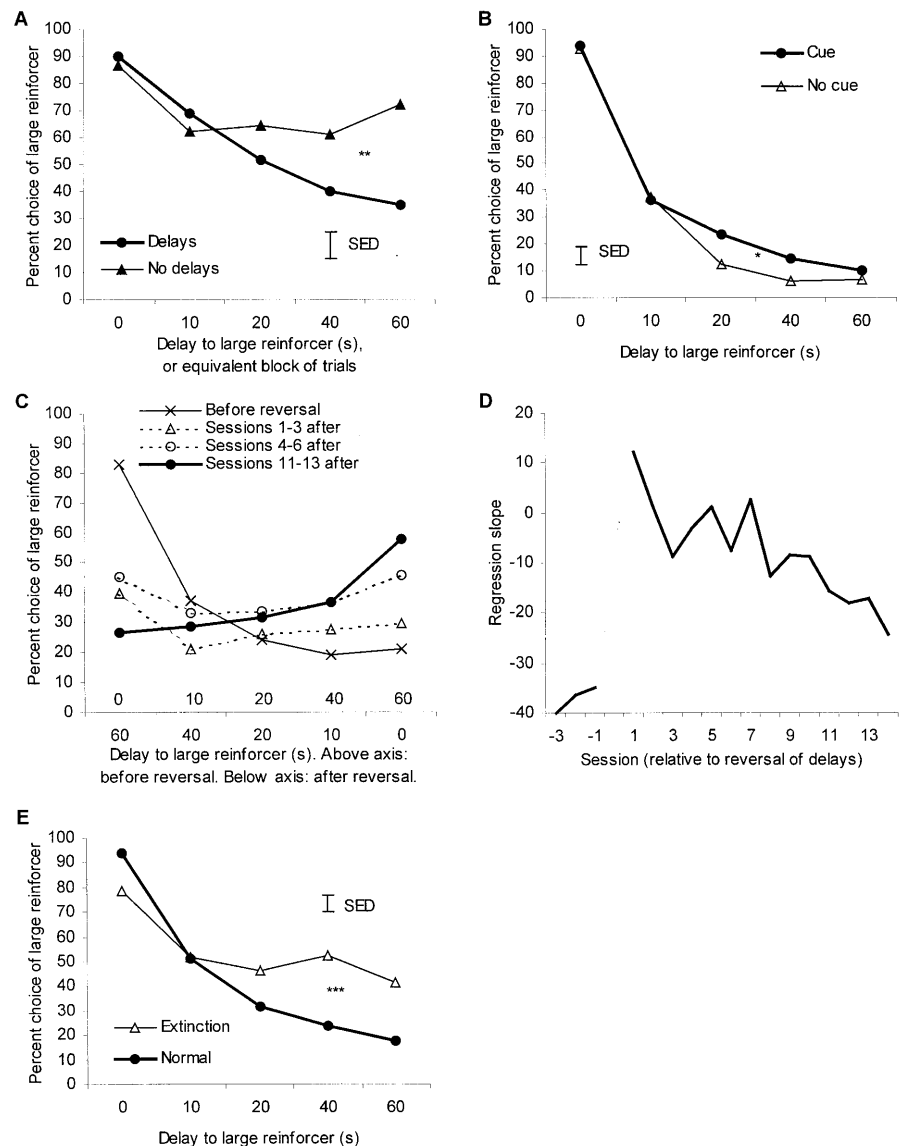 A
Percent choice of large reinforcer
100
90
80
70
60
50
40
30
20
10
0
**
SED
Delays
No delays
0 10 20 40 60
Delay to large reinforcer (s),
or equivalent block of trials
B
Percent choice of large reinforcer
100
90
80
70
60
50
40
30
20
10
0
Cue
No cue
SED
*
0 10 20 40 60
Delay to large reinforcer (s)
C
Percent choice of large reinforcer
100
90
80
70
60
50
40
30
20
10
0
Before reversal
Sessions 1-3 after
Sessions 4-6 after
Sessions 11-13 after
0 10 20 40 60
60 40 20 10 0
Delay to large reinforcer (s). Above axis:
before reversal. Below axis: after reversal.
D
Regression slope
20
10
0
-10
-20
-30
-40
-3 -1 1 3 5 7 9 11 13
Session (relative to reversal of delays)
E
Percent choice of large reinforcer
100
90
80
70
60
50
40
30
20
10
0
SED
***
Extinction
Normal
0 10 20 40 60
Delay to large reinforcer (s)